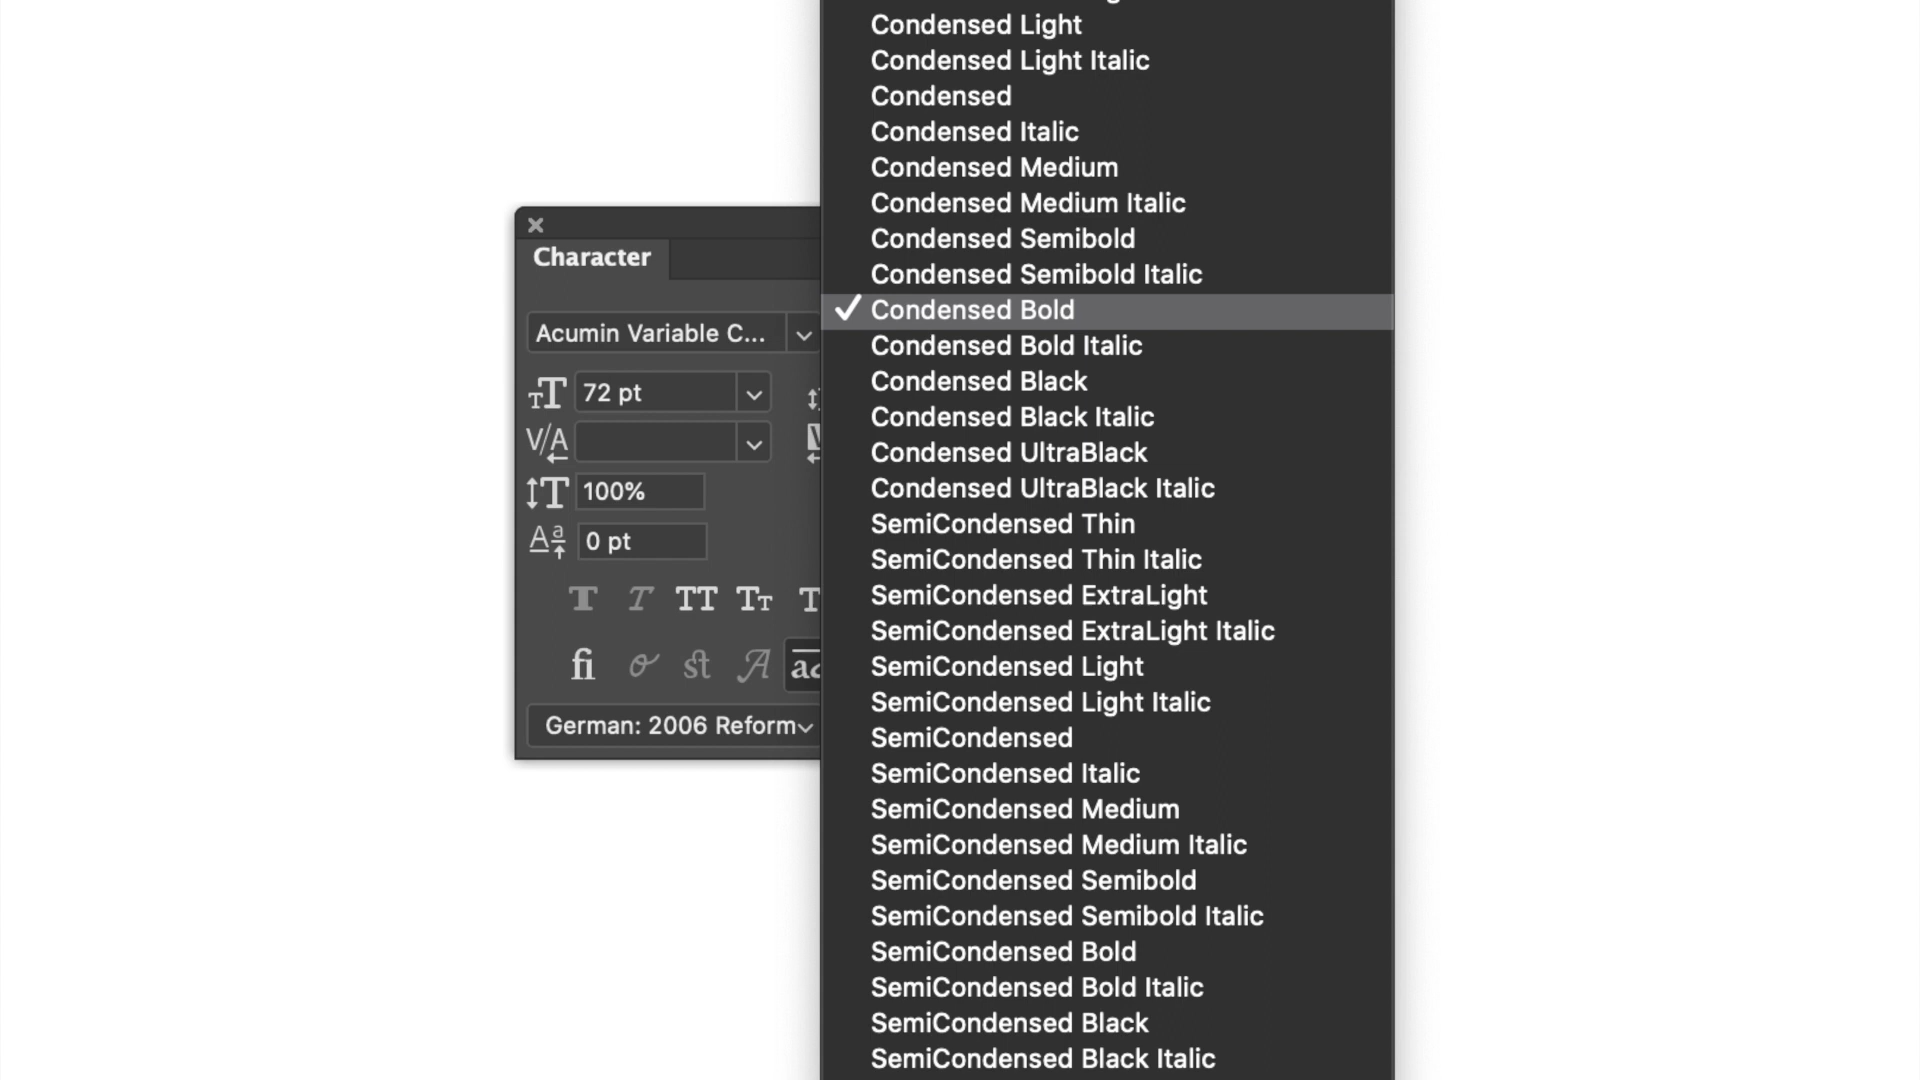 Condensed Light
Condensed Light Italic
Condensed
Condensed Italic
Condensed Medium
Condensed Medium Italic
Condensed Semibold
Condensed Semibold Italic
✓ Condensed Bold
Condensed Bold Italic
Condensed Black
Condensed Black Italic
Condensed UltraBlack
Condensed UltraBlack Italic
SemiCondensed Thin
SemiCondensed Thin Italic
SemiCondensed ExtraLight
SemiCondensed ExtraLight Italic
SemiCondensed Light
SemiCondensed Light Italic
SemiCondensed
SemiCondensed Italic
SemiCondensed Medium
SemiCondensed Medium Italic
SemiCondensed Semibold
SemiCondensed Semibold Italic
SemiCondensed Bold
SemiCondensed Bold Italic
SemiCondensed Black
SemiCondensed Black Italic
Character
Acumin Variable C...
72 pt
V/A
100%
0 pt
T T TT Tt T
fi st A
German: 2006 Reform